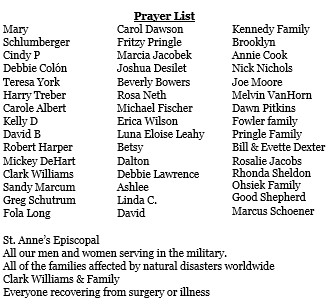 Prayer List
Mary
Schlumberger
Cindy P
Debbie Colón
Teresa York
Harry Treber
Carole Albert
Kelly D
David B
Robert Harper
Mickey DeHart
Clark Williams
Sandy Marcum
Greg Schutrum
Fola Long
Carol Dawson
Fritzy Pringle
Marcia Jacobek
Joshua Desilet
Beverly Bowers
Rosa Neth
Michael Fischer
Erica Wilson
Luna Eloise Leahy
Betsy
Dalton
Debbie Lawrence
Ashlee
Linda C.
David
Kennedy Family
Brooklyn
Annie Cook
Nick Nichols
Joe Moore
Melvin VanHorn
Dawn Pitkins
Fowler family
Pringle Family
Bill & Evette Dexter
Rosalie Jacobs
Rhonda Sheldon
Ohsiek Family
Good Shepherd
Marcus Schoener
St. Anne's Episcopal
All our men and women serving in the military.
All of the families affected by natural disasters worldwide
Clark Williams & Family
Everyone recovering from surgery or illness